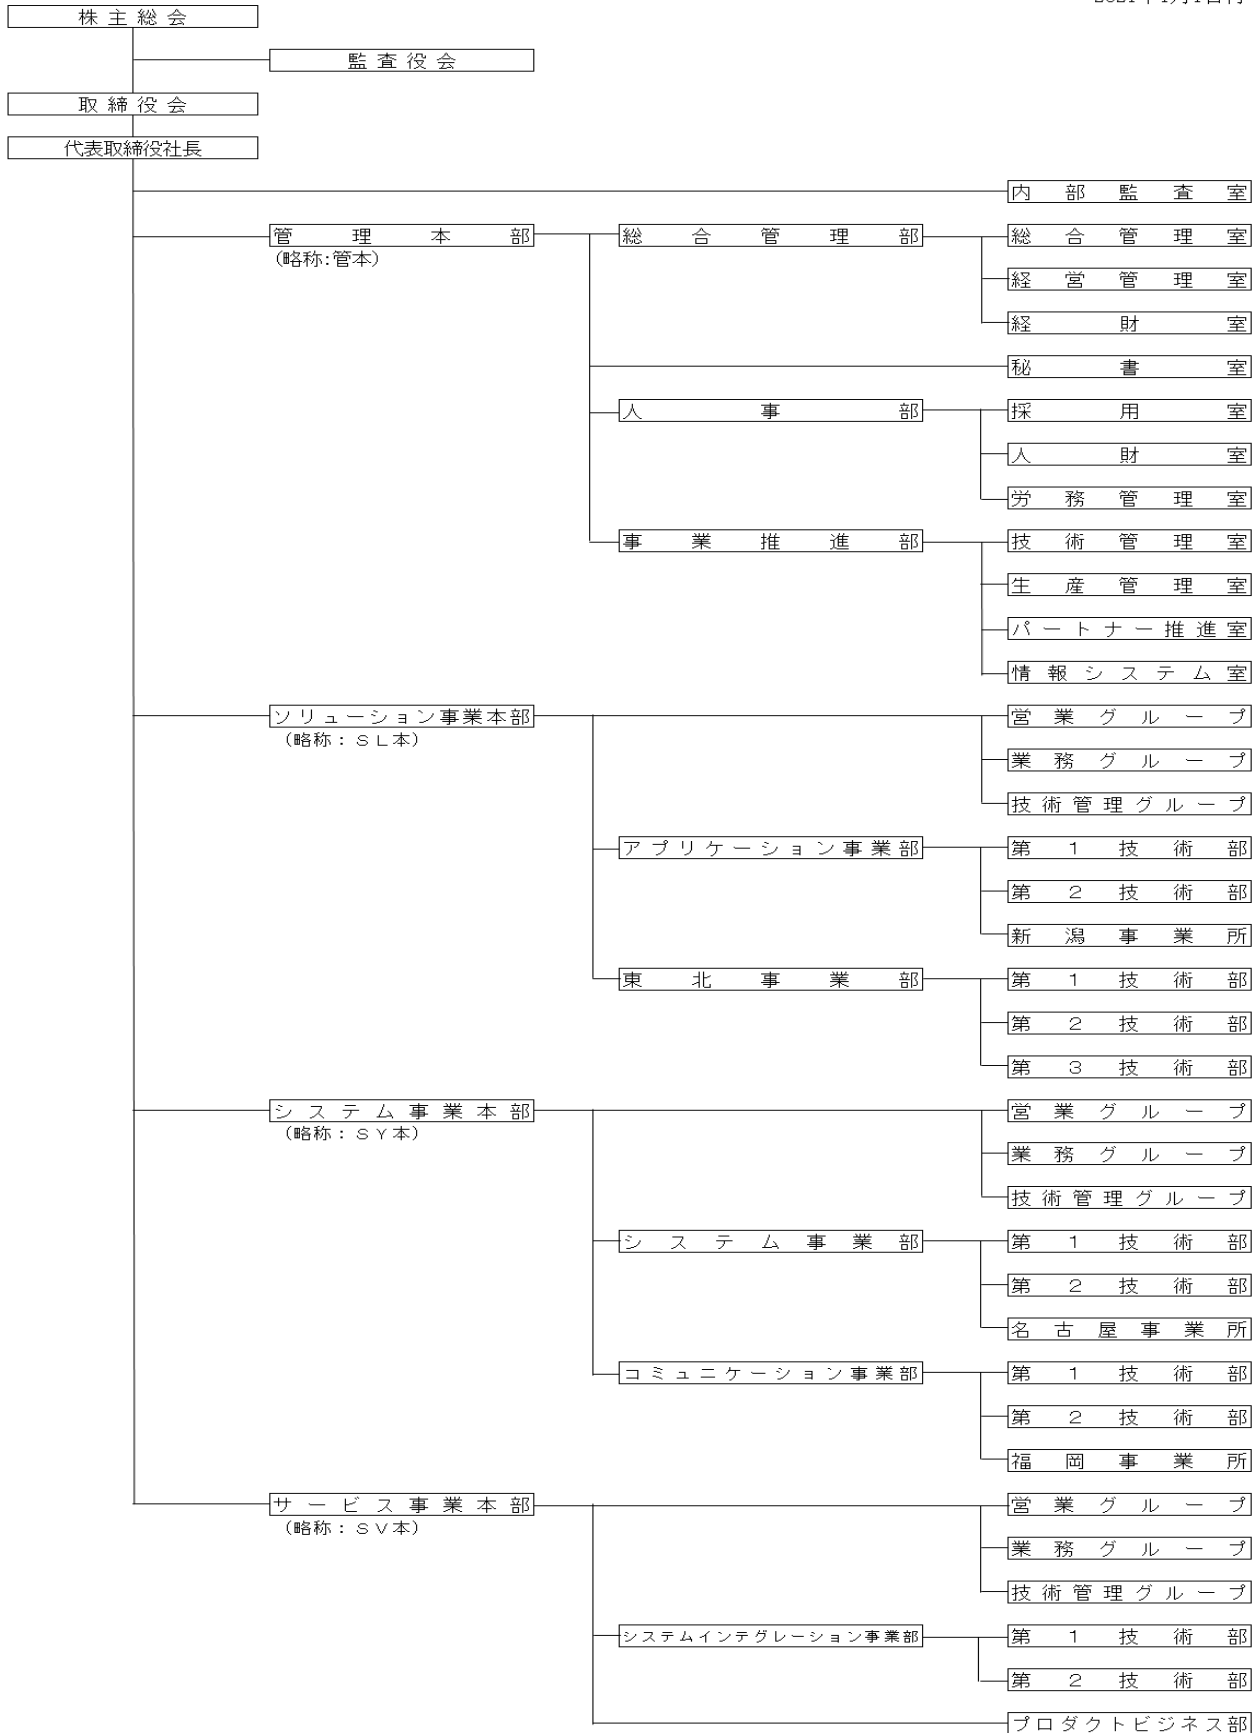 株主総会
監査役会
取締役会
代表取締役社長
内部監査室
管理本部 総合管理部 総合管理室
(略称:管本)
経営管理室
経財室
秘書室
人事部 採用室
人財室
労務管理室
事業推進部 技術管理室
生産管理室
パートナー推進室
情報システム室
ソリューション事業本部 営業グループ
(略称：ＳＬ本)
業務グループ
技術管理グループ
アプリケーション事業部 第１技術部
第２技術部
新潟事業所
東北事業部 第１技術部
第２技術部
第３技術部
システム事業本部 営業グループ
(略称：ＳＹ本)
業務グループ
技術管理グループ
システム事業部 第１技術部
第２技術部
名古屋事業所
コミュニケーション事業部 第１技術部
第２技術部
福岡事業所
サービス事業本部 営業グループ
(略称：ＳＶ本)
業務グループ
技術管理グループ
システムインテグレーション事業部 第１技術部
第２技術部
プロダクトビジネス部